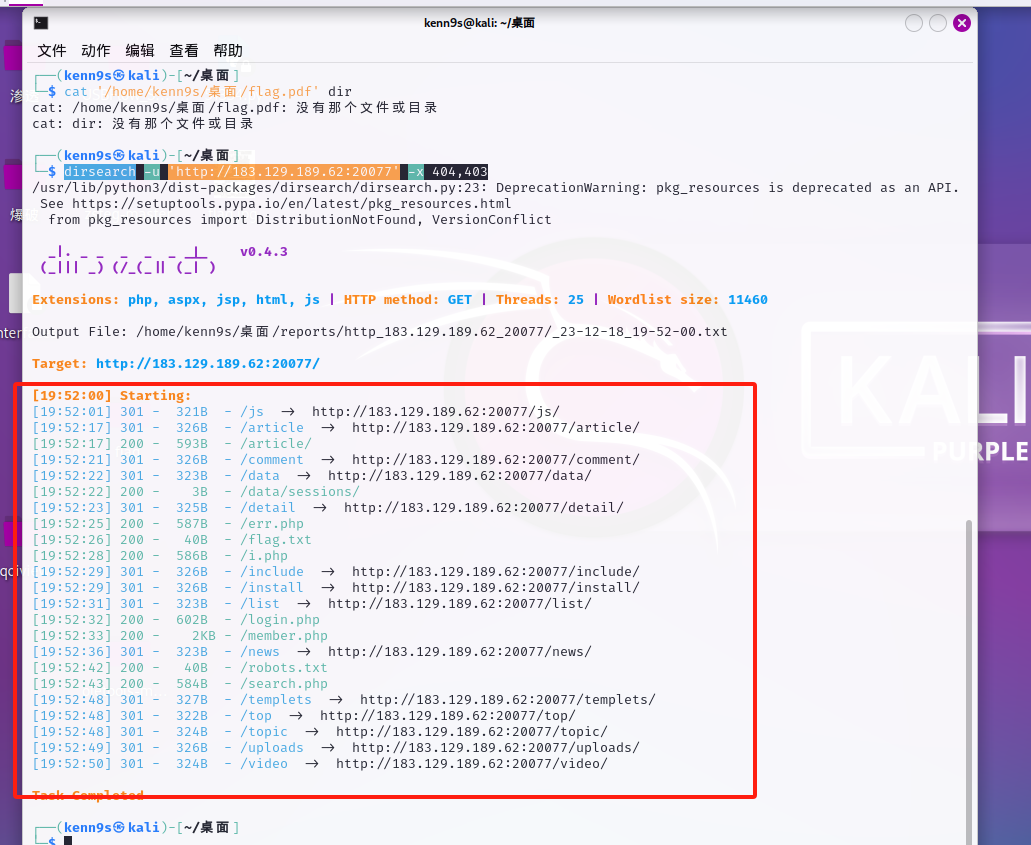 kenn9s@kali: ~/桌面
文件 动作 编辑 查看 帮助
┌──(kenn9s㉿kali)-[~/桌面]
└─$ cat '/home/kenn9s/桌面/flag.pdf' dir
cat: /home/kenn9s/桌面/flag.pdf: 没有那个文件或目录
cat: dir: 没有那个文件或目录
┌──(kenn9s㉿kali)-[~/桌面]
└─$ dirsearch -u 'http://183.129.189.62:20077' -x 404,403
/usr/lib/python3/dist-packages/dirsearch/dirsearch.py:23: DeprecationWarning: pkg_resources is deprecated as an API.
See https://setuptools.pypa.io/en/latest/pkg_resources.html
from pkg_resources import DistributionNotFound, VersionConflict
_|. _ _  _  _  _ _|_    v0.4.3
(_||| _) (/_(_|| (_| )
Extensions: php, aspx, jsp, html, js | HTTP method: GET | Threads: 25 | Wordlist size: 11460
Output File: /home/kenn9s/桌面/reports/http_183.129.189.62_20077/_23-12-18_19-52-00.txt
Target: http://183.129.189.62:20077/
[19:52:00] Starting:
[19:52:01] 301 -  321B  - /js  →  http://183.129.189.62:20077/js/
[19:52:17] 301 -  326B  - /article  →  http://183.129.189.62:20077/article/
[19:52:17] 200 -  593B  - /article/
[19:52:21] 301 -  326B  - /comment  →  http://183.129.189.62:20077/comment/
[19:52:22] 301 -  323B  - /data  →  http://183.129.189.62:20077/data/
[19:52:22] 200 -    3B  - /data/sessions/
[19:52:23] 301 -  325B  - /detail  →  http://183.129.189.62:20077/detail/
[19:52:25] 200 -  587B  - /err.php
[19:52:26] 200 -   40B  - /flag.txt
[19:52:28] 200 -  586B  - /i.php
[19:52:29] 301 -  326B  - /include  →  http://183.129.189.62:20077/include/
[19:52:29] 301 -  326B  - /install  →  http://183.129.189.62:20077/install/
[19:52:31] 301 -  323B  - /list  →  http://183.129.189.62:20077/list/
[19:52:32] 200 -  602B  - /login.php
[19:52:33] 200 -    2KB - /member.php
[19:52:36] 301 -  323B  - /news  →  http://183.129.189.62:20077/news/
[19:52:42] 200 -   40B  - /robots.txt
[19:52:43] 200 -  584B  - /search.php
[19:52:48] 301 -  327B  - /templets  →  http://183.129.189.62:20077/templets/
[19:52:48] 301 -  322B  - /top  →  http://183.129.189.62:20077/top/
[19:52:48] 301 -  324B  - /topic  →  http://183.129.189.62:20077/topic/
[19:52:49] 301 -  326B  - /uploads  →  http://183.129.189.62:20077/uploads/
[19:52:50] 301 -  324B  - /video  →  http://183.129.189.62:20077/video/
Task Completed
┌──(kenn9s㉿kali)-[~/桌面]
└─$
KALI
PURPLE